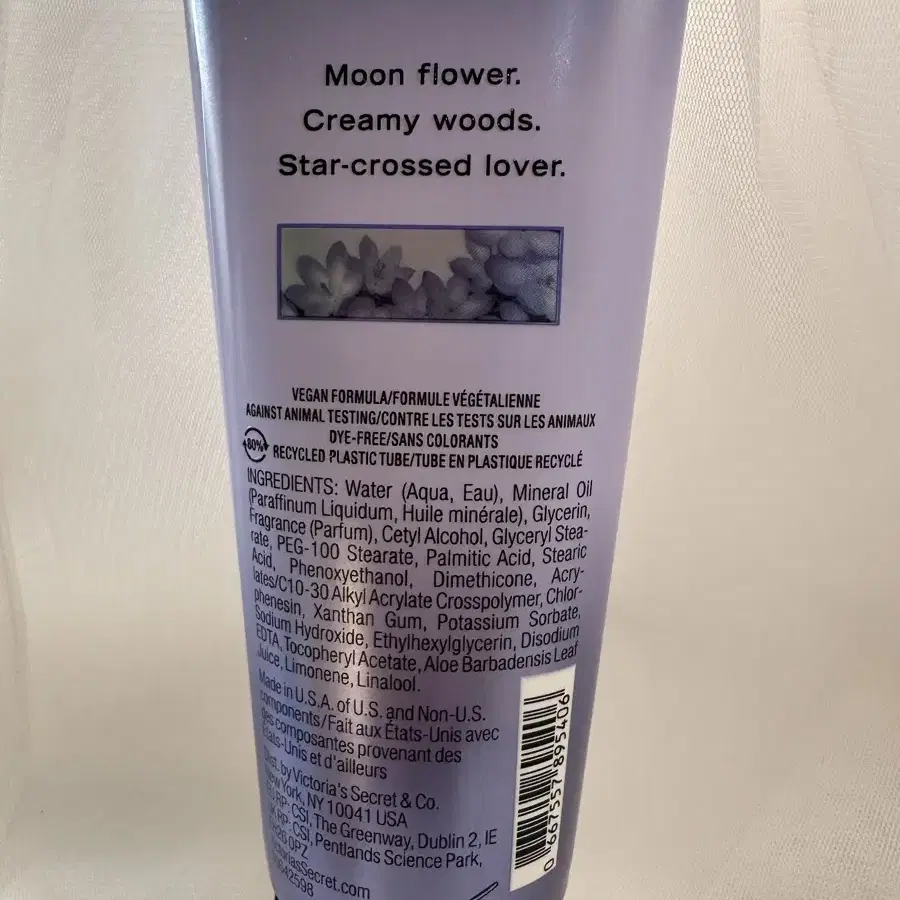 Moon flower.
Creamy woods.
Star-crossed lover.
VEGAN FORMULA/FORMULE VÉGÉTALIENNE
AGAINST ANIMAL TESTING/CONTRE LES TESTS SUR LES ANIMAUX
DYE-FREE/SANS COLORANTS
80% RECYCLED PLASTIC TUBE/TUBE EN PLASTIQUE RECYCLÉ
INGREDIENTS: Water (Aqua, Eau), Mineral Oil
(Paraffinum Liquidum, Huile minérale), Glycerin,
Fragrance (Parfum), Cetyl Alcohol, Glyceryl Stea-
rate, PEG-100 Stearate, Palmitic Acid, Stearic
Acid, Phenoxyethanol, Dimethicone, Acry-
lates/C10-30 Alkyl Acrylate Crosspolymer, Chlor-
phenesin, Xanthan Gum, Potassium Sorbate,
Sodium Hydroxide, Ethylhexylglycerin, Disodium
EDTA, Tocopheryl Acetate, Aloe Barbadensis Leaf
Juice, Limonene, Linalool.
Made in U.S.A. of U.S. and Non-U.S.
components/Fait aux États-Unis avec
des composantes provenant des
États-Unis et d'ailleurs
Dist. by Victoria's Secret & Co.
New York, NY 10041 USA
RP: CSI, The Greenway, Dublin 2, IE
RP: CSI, Pentlands Science Park,
0PZ
0 667557 895406